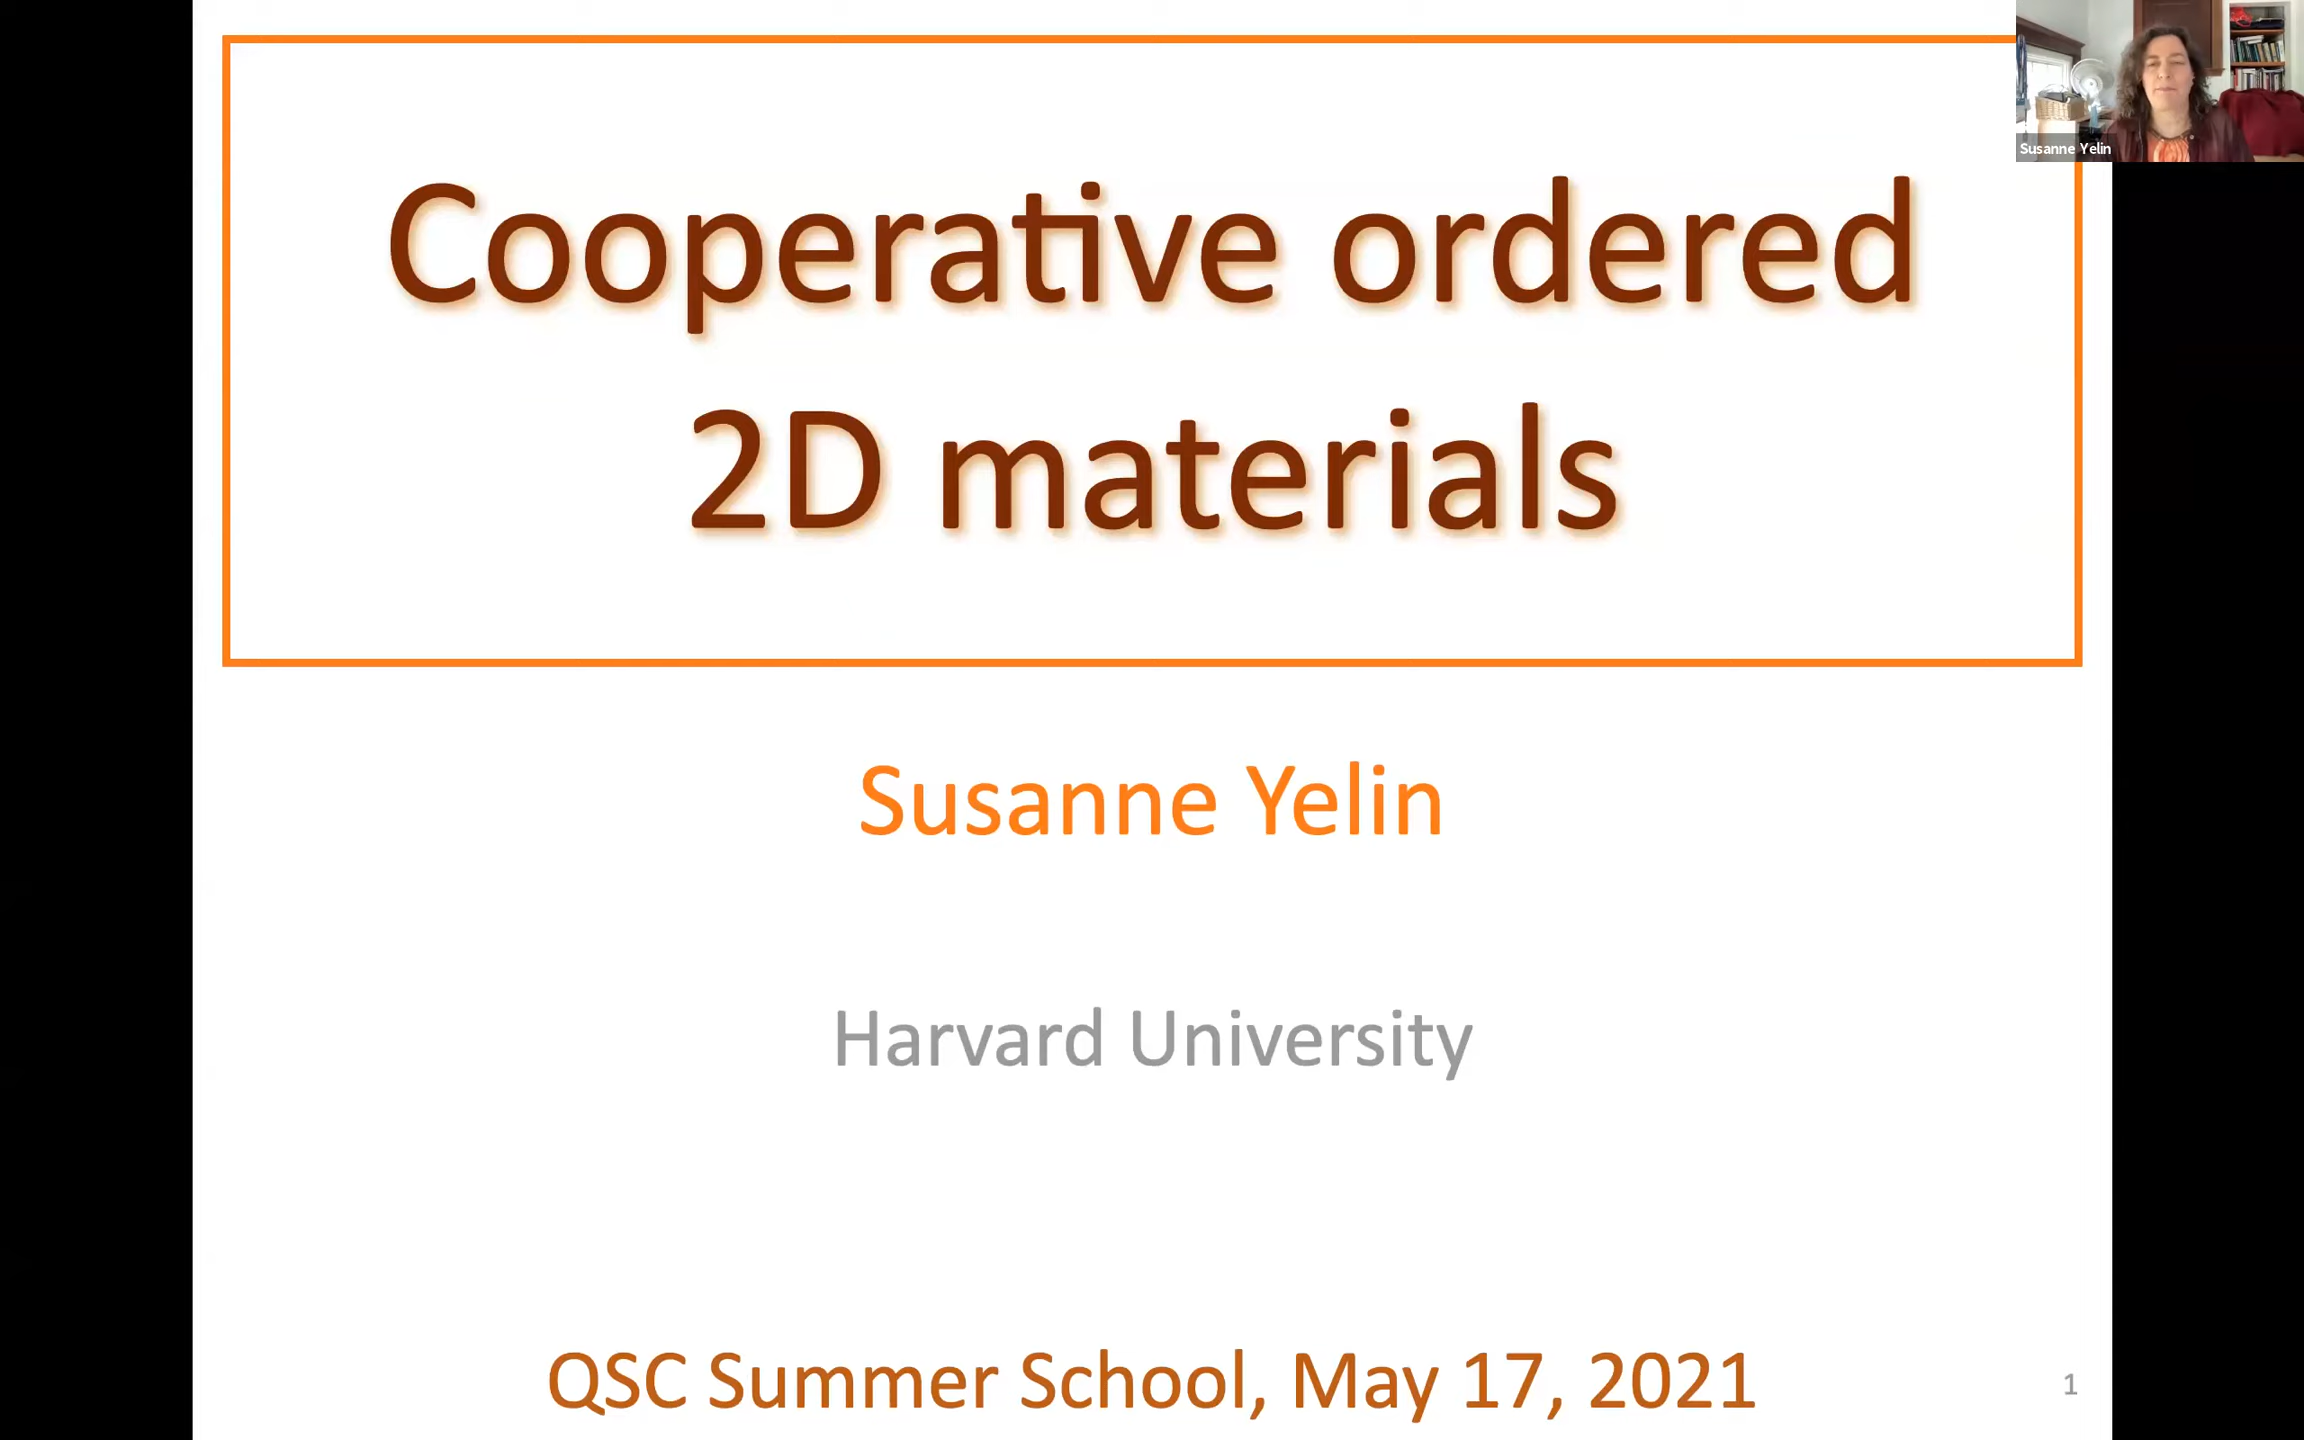 Cooperative ordered
2D materials
Susanne Yelin
Susanne Yelin
Harvard University
QSC Summer School, May 17, 2021
1